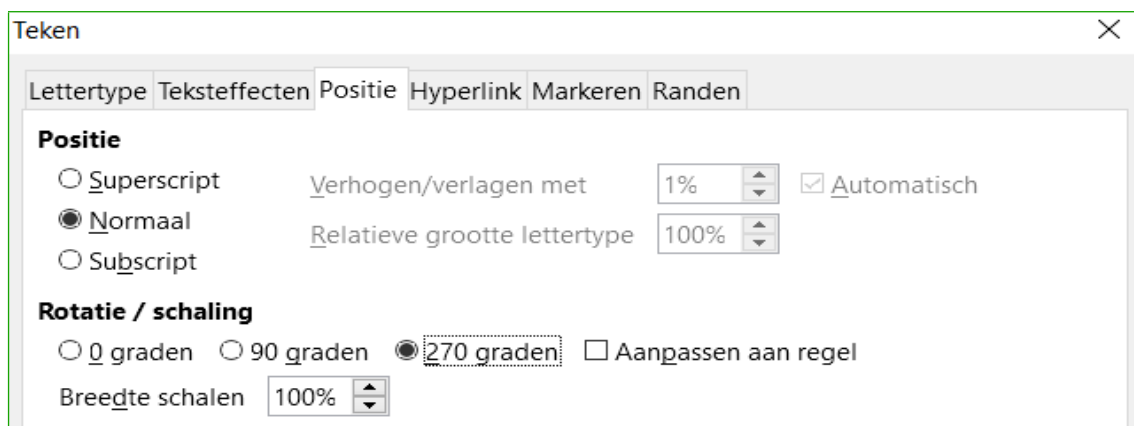 Teken
Lettertype Teksteffecten Positie Hyperlink Markeren Randen
Positie
Superscript Verhogen/verlagen met 1% Automatisch
Normaal
Relatieve grootte lettertype 100%
Subscript
Rotatie / schaling
0 graden 90 graden 270 graden Aanpassen aan regel
Breedte schalen 100%